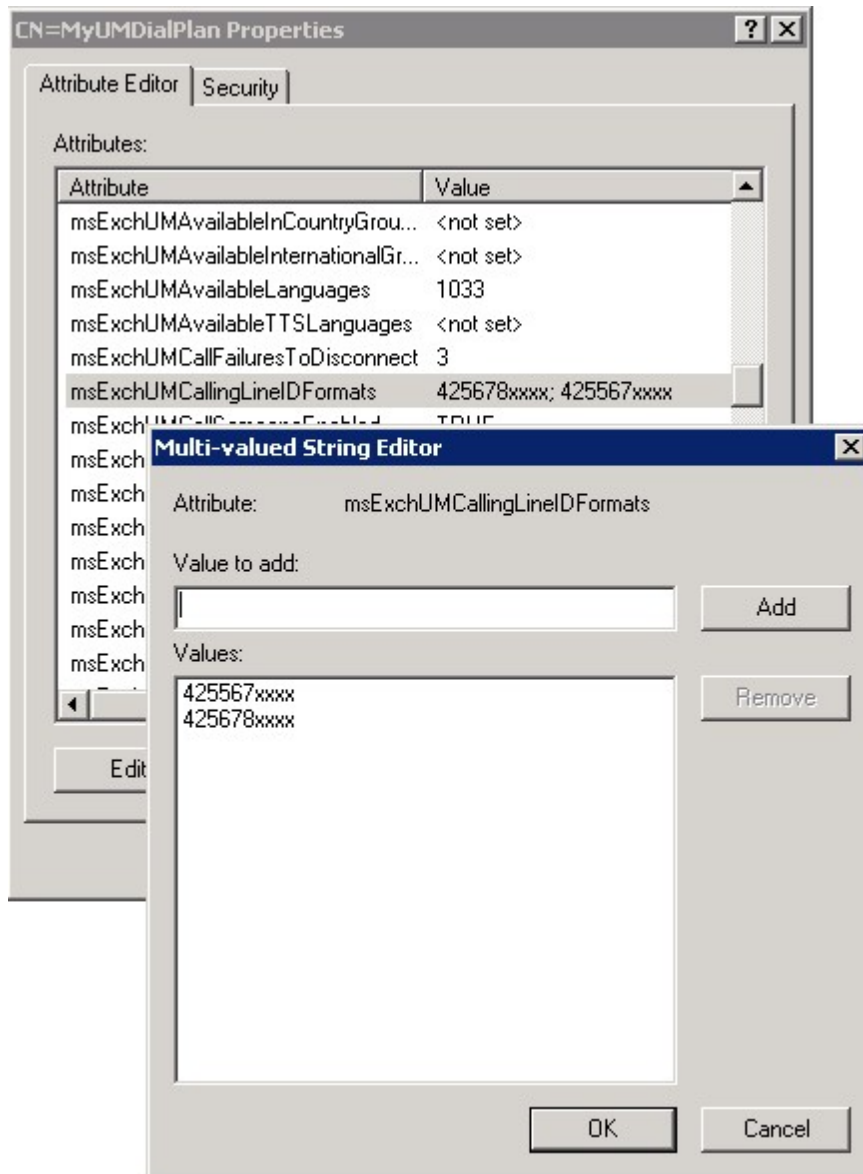 CN=MyUMDialPlan Properties
Attribute Editor Security
Attributes:
Attribute Value
msExchUMAvailableInCountryGrou... <not set>
msExchUMAvailableInternationalGr... <not set>
msExchUMAvailableLanguages 1033
msExchUMAvailableTTSLanguages <not set>
msExchUMCallFailuresToDisconnect 3
msExchUMCallingLineIDFormats 425678xxxx; 425567xxxx
msExchUMCallSomeoneEnabled TRUE
msExch
msExch
msExch
msExch
msExch
msExch
msExch
Edit
Multi-valued String Editor
Attribute: msExchUMCallingLineIDFormats
Value to add:
Add
Values:
425567xxxx
425678xxxx
Remove
OK Cancel